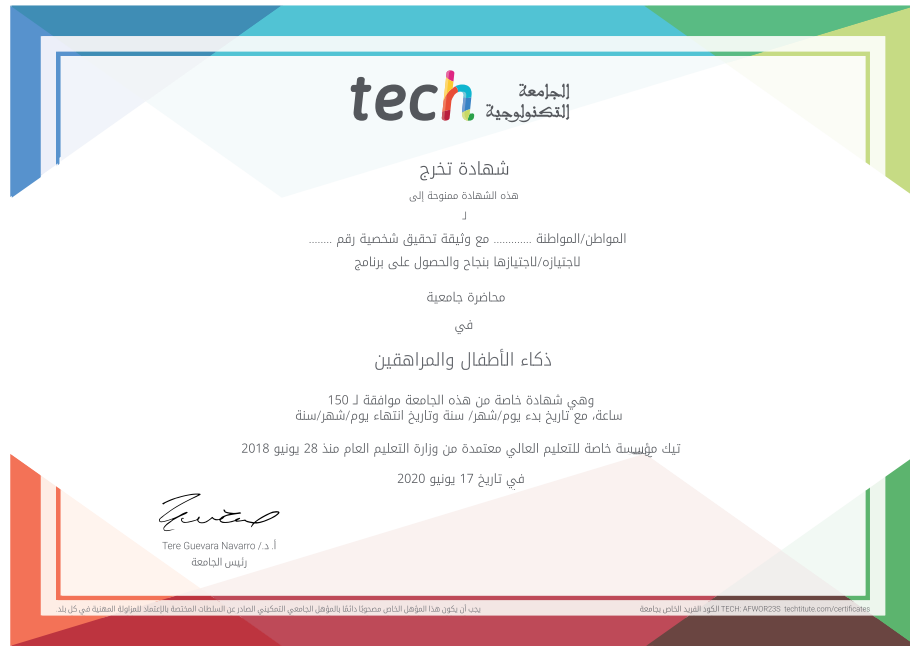 tech الجامعة
التكنولوجية
شهادة تخرج
هذه الشهادة ممنوحة إلى
لـ
المواطن/المواطنة ............. مع وثيقة تحقيق شخصية رقم ........
لاجتيازه/لاجتيازها بنجاح والحصول على برنامج
محاضرة جامعية
في
ذكاء الأطفال والمراهقين
وهي شهادة خاصة من هذه الجامعة موافقة لـ 150
ساعة، مع تاريخ بدء يوم/شهر/ سنة وتاريخ انتهاء يوم/شهر/سنة
تيك مؤسسة خاصة للتعليم العالي معتمدة من وزارة التعليم العام منذ 28 يونيو 2018
في تاريخ 17 يونيو 2020
أ. د./ Tere Guevara Navarro
رئيس الجامعة
يجب أن يكون هذا المؤهل الخاص مصحوبًا دائمًا بالمؤهل الجامعي التمكيني الصادر عن السلطات المختصة بالإعتماد للمزاولة المهنية في كل بلد.
الكود الفريد الخاص بجامعة TECH: AFWOR23S techtitute.com/certificates